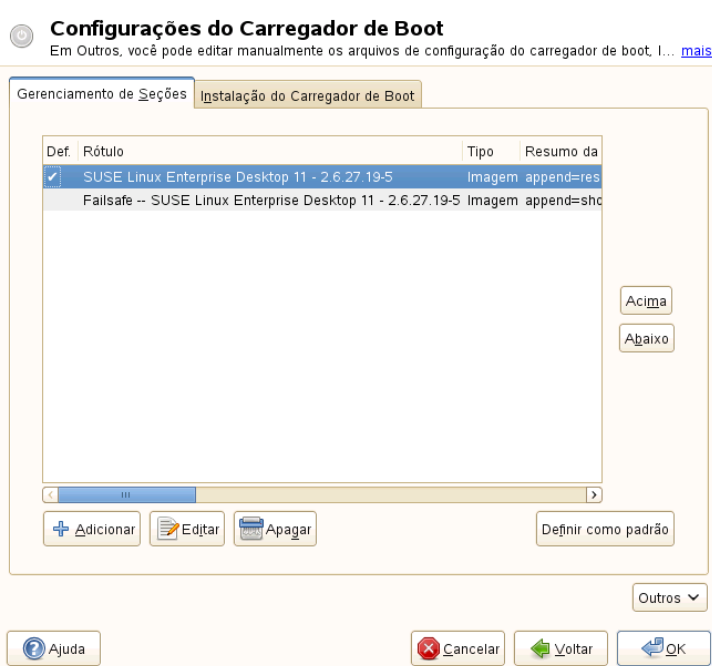 Configurações do Carregador de Boot
Em Outros, você pode editar manualmente os arquivos de configuração do carregador de boot, l... mais
Gerenciamento de Seções Instalação do Carregador de Boot
Def. Rótulo Tipo Resumo da
SUSE Linux Enterprise Desktop 11 - 2.6.27.19-5 Imagem append=res
Failsafe -- SUSE Linux Enterprise Desktop 11 - 2.6.27.19-5 Imagem append=sho
Acima
Abaixo
Adicionar Editar Apagar Definir como padrão
Outros
Ajuda Cancelar Voltar OK